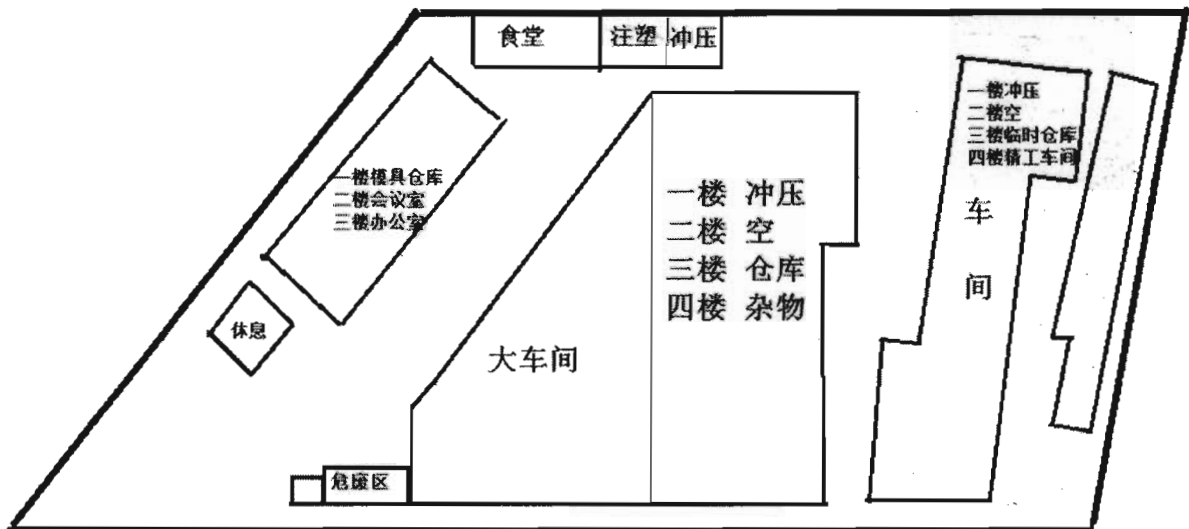 食堂
注塑
冲压
一楼冲压
二楼空
三楼临时仓库
四楼精工车间
一楼模具仓库
二楼会议室
三楼办公室
一楼 冲压
二楼 空
三楼 仓库
四楼 杂物
车
间
休息
大车间
危废区